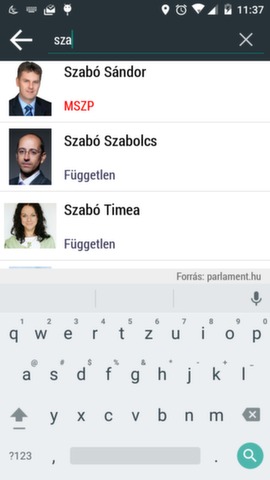 11:37
sza
Szabó Sándor
MSZP
Szabó Szabolcs
Független
Szabó Timea
Független
Forrás: parlament.hu
1 2 3 4 5 6 7 8 9 0
q w e r t z u i o p
@ # $ & - + ( )
a s d f g h j k l
y x c v b n m
?123 , .